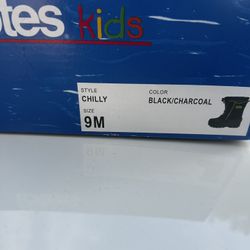 otes kids
STYLE COLOR
CHILLY BLACK/CHARCOAL
SIZE
9M